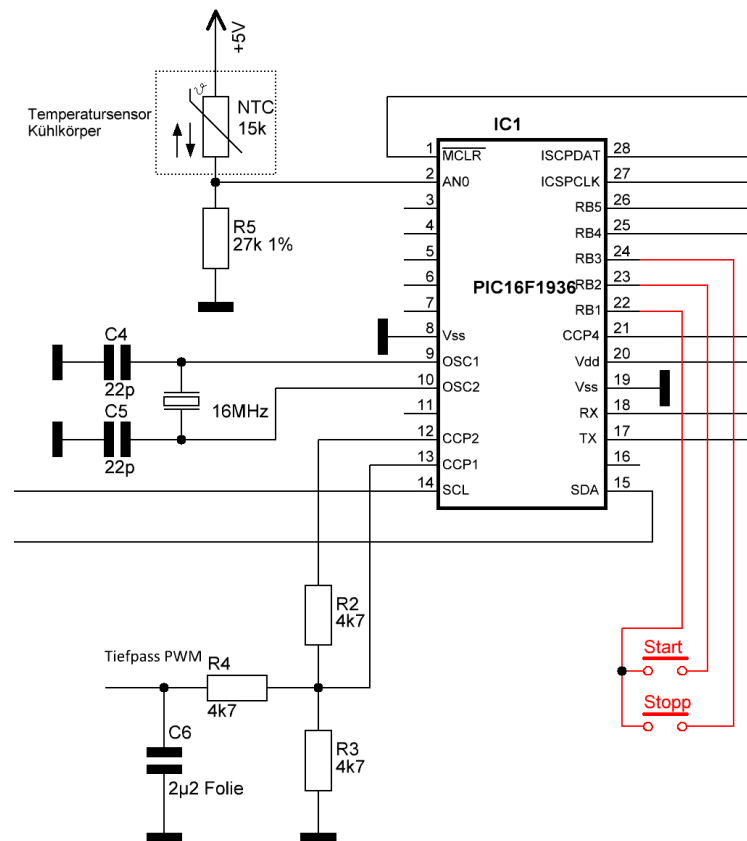 +5V
Temperatursensor
Kühlkörper
ϑ
NTC
15k
R5
27k 1%
IC1
PIC16F1936
1 MCLR
2 AN0
3
4
5
6
7
8 Vss
9 OSC1
10 OSC2
11
12 CCP2
13 CCP1
14 SCL
ISCPDAT 28
ICSPCLK 27
RB5 26
RB4 25
RB3 24
RB2 23
RB1 22
CCP4 21
Vdd 20
Vss 19
RX 18
TX 17
16
SDA 15
C4
22p
C5
22p
16MHz
R2
4k7
Tiefpass PWM
R4
4k7
C6
2µ2 Folie
R3
4k7
Start
Stopp